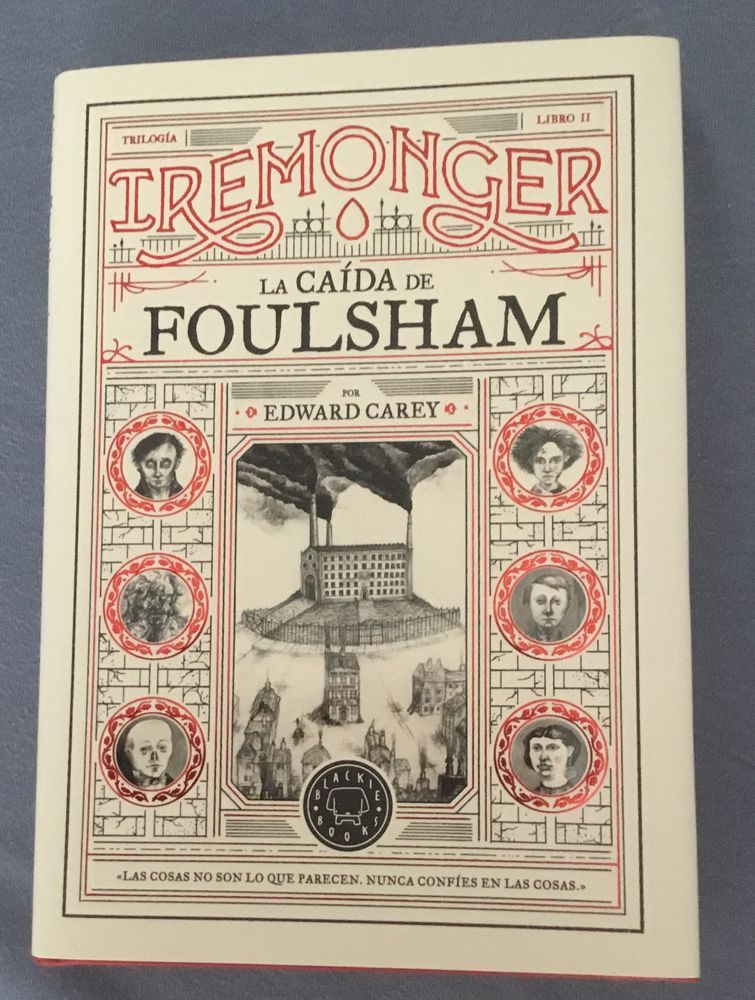 TRILOGÍA
LIBRO II
IREMONGER
LA CAÍDA DE
FOULSHAM
POR
EDWARD CAREY
BLACKIE
BOOKS
«LAS COSAS NO SON LO QUE PARECEN. NUNCA CONFÍES EN LAS COSAS.»